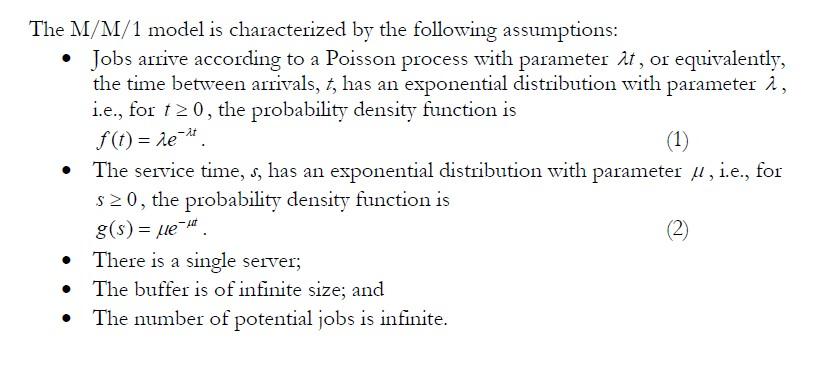 The M/M/1 model is characterized by the following assumptions:
• Jobs arrive according to a Poisson process with parameter λt, or equivalently,
the time between arrivals, t, has an exponential distribution with parameter λ,
i.e., for t ≥ 0, the probability density function is
f(t) = λe^{-λt}. (1)
• The service time, s, has an exponential distribution with parameter μ, i.e., for
s ≥ 0, the probability density function is
g(s) = μe^{-μt}. (2)
• There is a single server;
• The buffer is of infinite size; and
• The number of potential jobs is infinite.